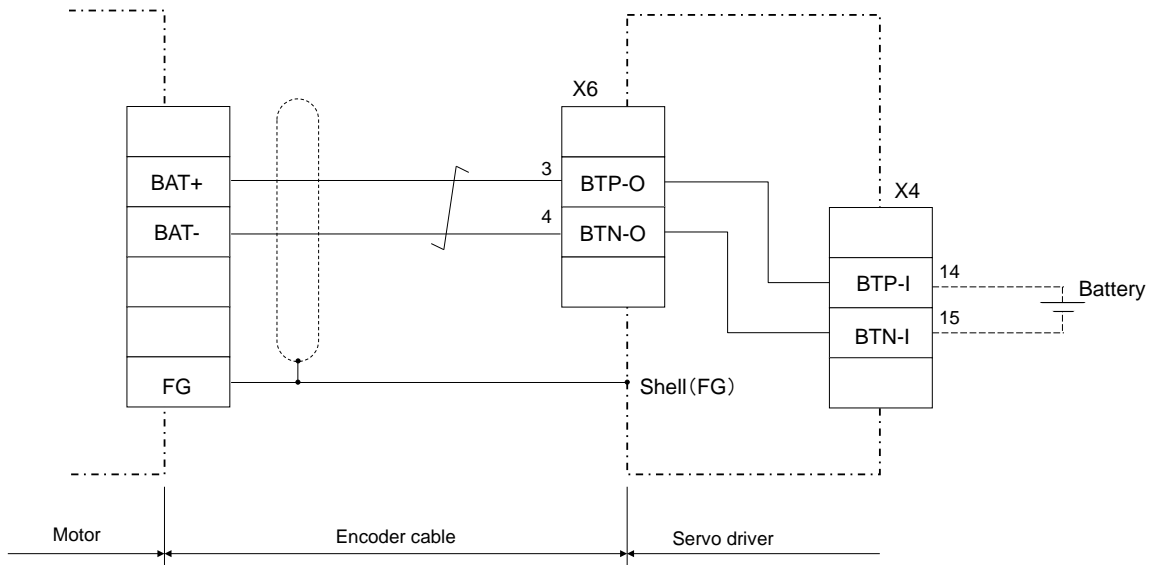 X6
X4
BAT+
3
BTP-O
BAT-
4
BTN-O
BTP-I
14
Battery
BTN-I
15
FG
Shell（FG）
Motor
Encoder cable
Servo driver